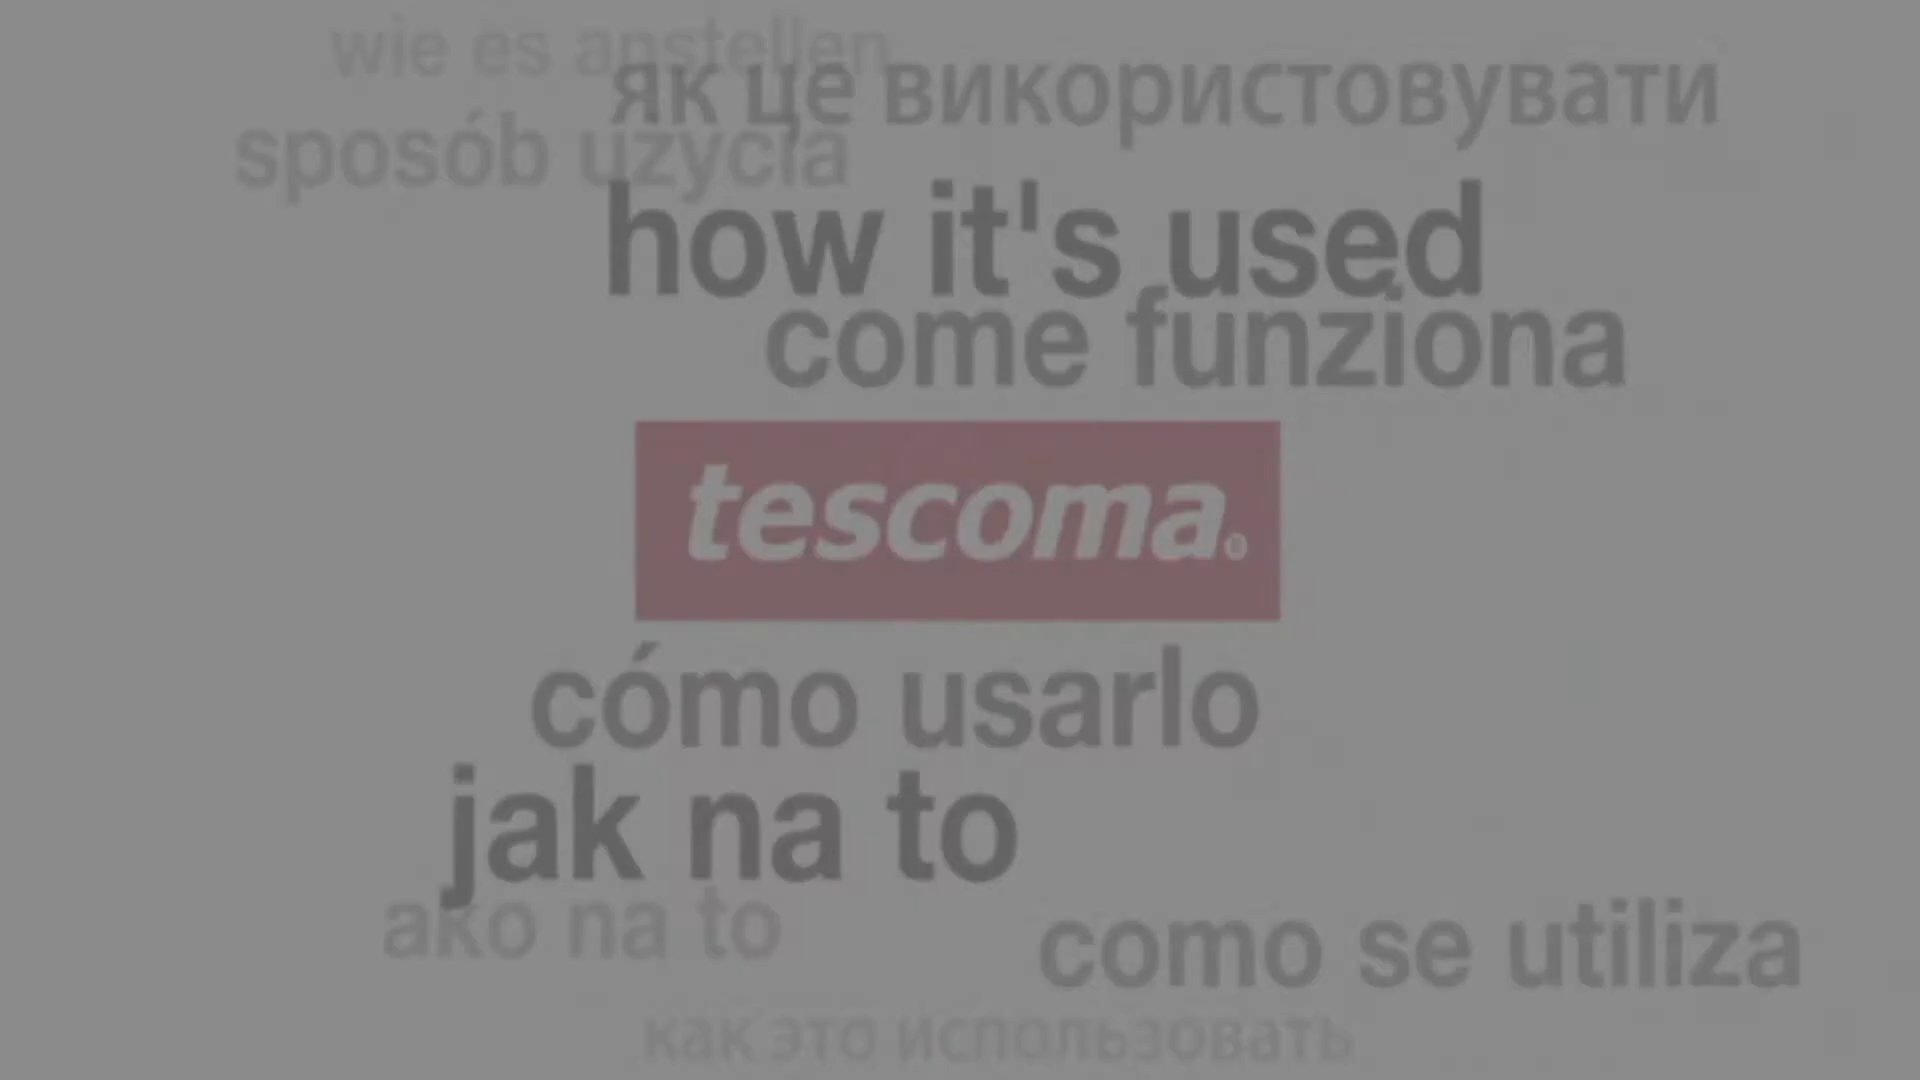 wie es anstellen
як це використовувати
sposób użycia
how it's used
come funziona
tescoma®
cómo usarlo
jak na to
ako na to
como se utiliza
как это использовать